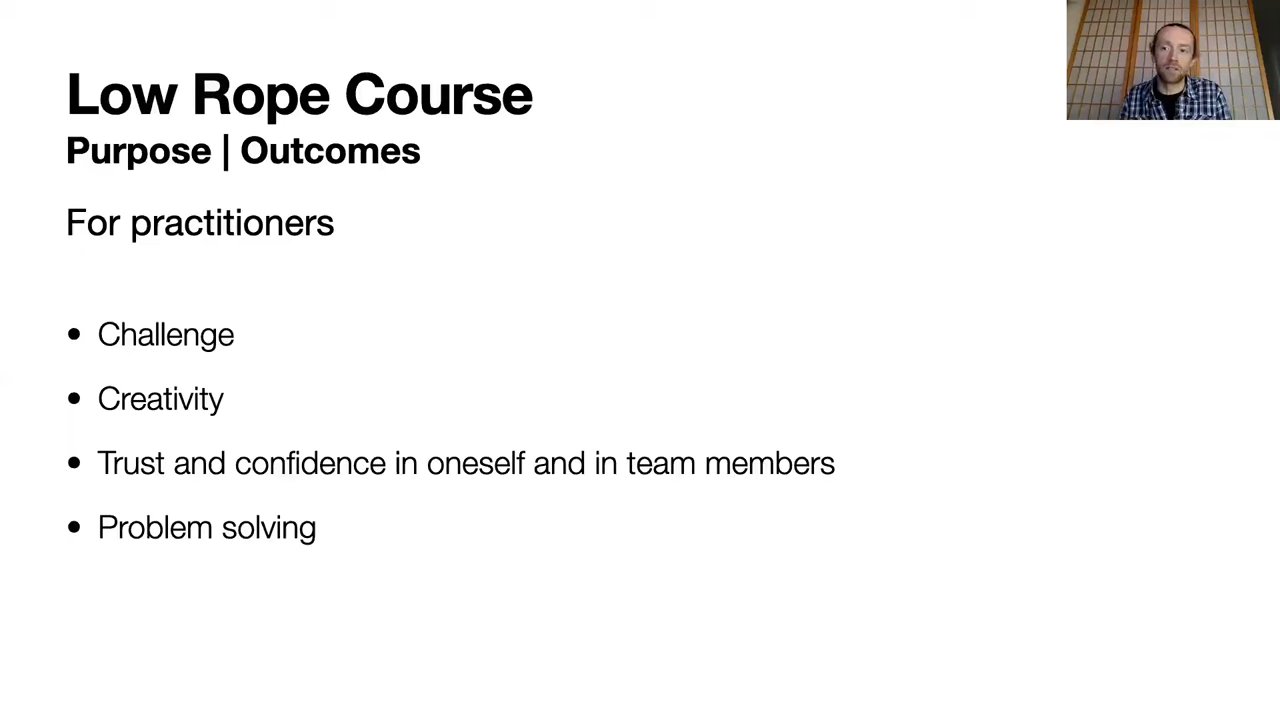 Low Rope Course
Purpose | Outcomes
For practitioners
• Challenge
• Creativity
• Trust and confidence in oneself and in team members
• Problem solving